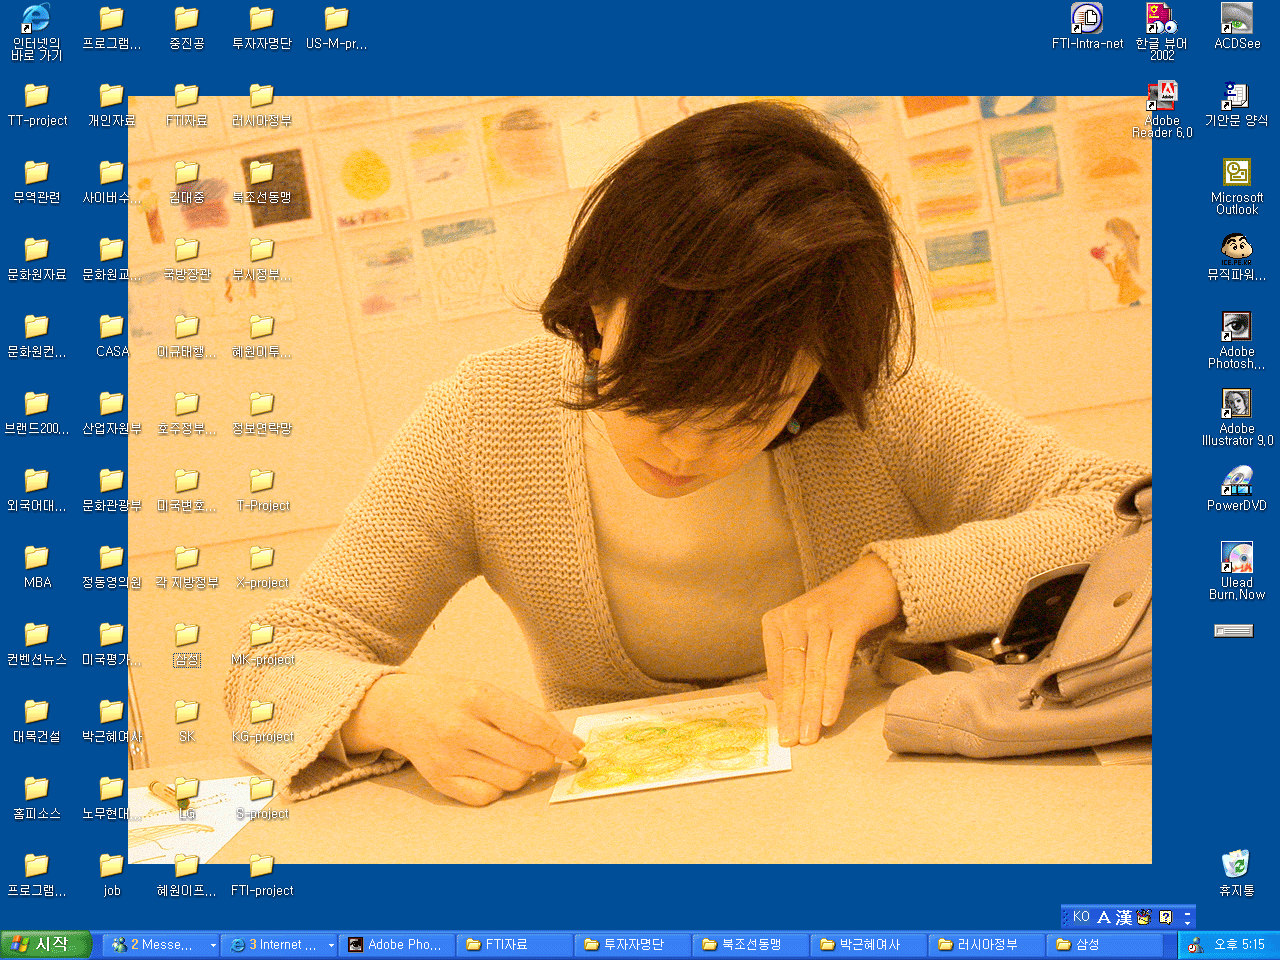 인터넷의
바로 가기
프로그램...
중진공
투자자명단
US-M-pr...
FTI-Intra-net
한글 뷰어
2002
ACDSee
TT-project
개인자료
FTI자료
러시아정부
Adobe
Reader 6.0
기안문 양식
무역관련
사이버수...
김대중
북조선동맹
Microsoft
Outlook
문화원자료
문화원교...
국방장관
부시정부...
뮤직파워...
문화원컨...
CASA
이규태행...
혜원이투...
Adobe
Photosh...
브랜드200...
산업자원부
호주정부...
정보연락망
Adobe
Illustrator 9.0
외국어대...
문화관광부
미국변호...
T-Project
PowerDVD
MBA
정동영의원
각 지방정부
X-project
Ulead
Burn.Now
컨벤션뉴스
미국평가...
삼성
MK-project
대목건설
박근혜여사
SK
KG-project
홈피소스
노무현대...
LG
S-project
프로그램...
job
혜원이프...
FTI-project
휴지통
KO A 漢
시작
2 Messe...
3 Internet ...
Adobe Pho...
FTI자료
투자자명단
북조선동맹
박근혜여사
러시아정부
삼성
오후 5:15